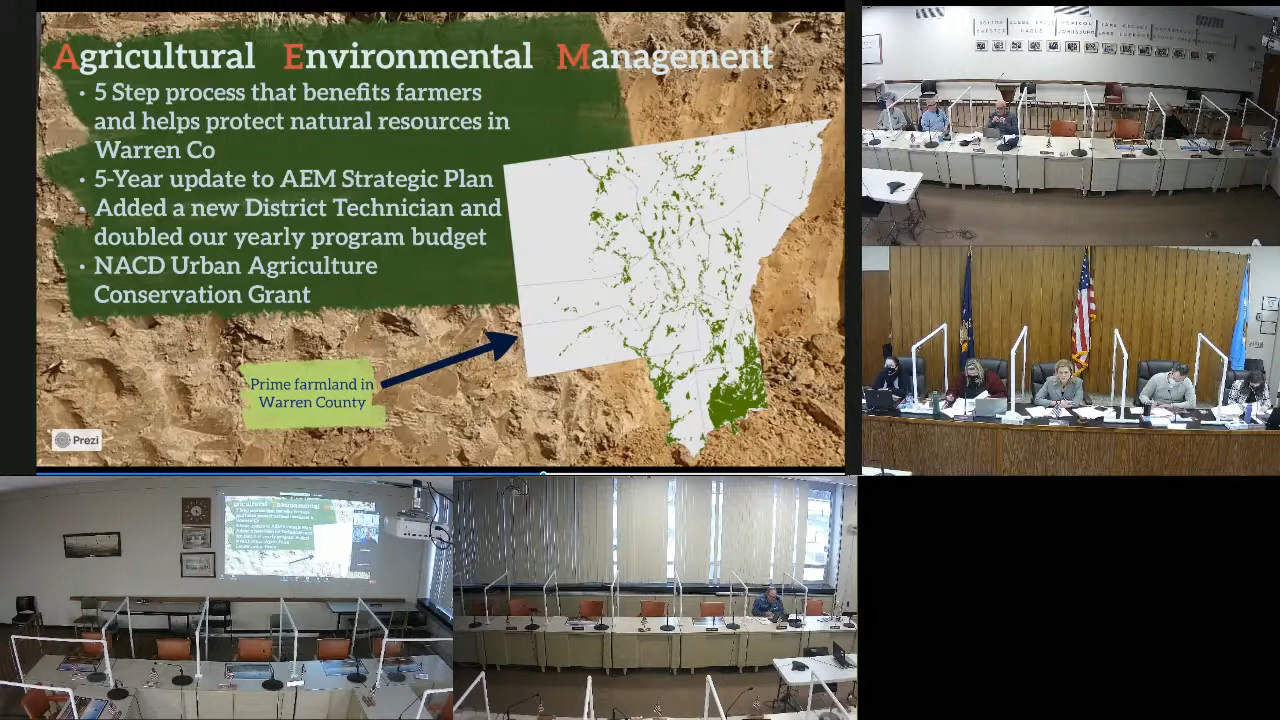 Agricultural Environmental Management
• 5 Step process that benefits farmers
and helps protect natural resources in
Warren Co
• 5-Year update to AEM Strategic Plan
• Added a new District Technician and
doubled our yearly program budget
• NACD Urban Agriculture
Conservation Grant
Prime farmland in
Warren County
Prezi